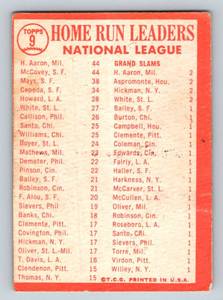 TOPPS
9
HOME RUN LEADERS
NATIONAL LEAGUE
H. Aaron, Mil. 44
McCovey, S. F. 44
Mays, S. F. 38
Cepeda, S. F. 34
Howard, L. A. 28
White, St. L. 27
Callison, Phil. 26
Santo, Chi. 25
Williams, Chi. 25
Boyer, St. L. 24
Mathews, Mil. 23
Demeter, Phil. 22
Pinson, Cin. 22
Bailey, S. F. 21
Robinson, Cin. 21
F. Alou, S. F. 20
Sievers, Phil. 19
Banks, Chi. 18
Clemente, Pitt. 17
Covington, Phil. 17
Hickman, N. Y. 17
Oliver, St. L.-Mil. 17
T. Davis, L. A. 16
Clendenon, Pitt. 15
Thomas, N. Y. 15
GRAND SLAMS
H. Aaron, Mil. 2
Aspromonte, Hou. 2
Hickman, N. Y. 2
White, St. L. 2
Bailey, S. F. 1
Burton, Phil. 1
Campbell, Hou. 1
Clemente, Pitt. 1
Coleman, Cin. 1
Edwards, Cin. 1
Fairly, L. A. 1
Haller, S. F. 1
Harkness, N. Y. 1
McCarver, St. L. 1
McCullen, L. A. 1
Oliver, Mil. 1
Robinson, Cin. 1
Roseboro, L. A. 1
Santo, Chi. 1
Sievers, Phil. 1
Torre, Mil. 1
Virdon, Pitt. 1
Willey, N. Y. 1
©T.C.G. PRINTED IN U.S.A.